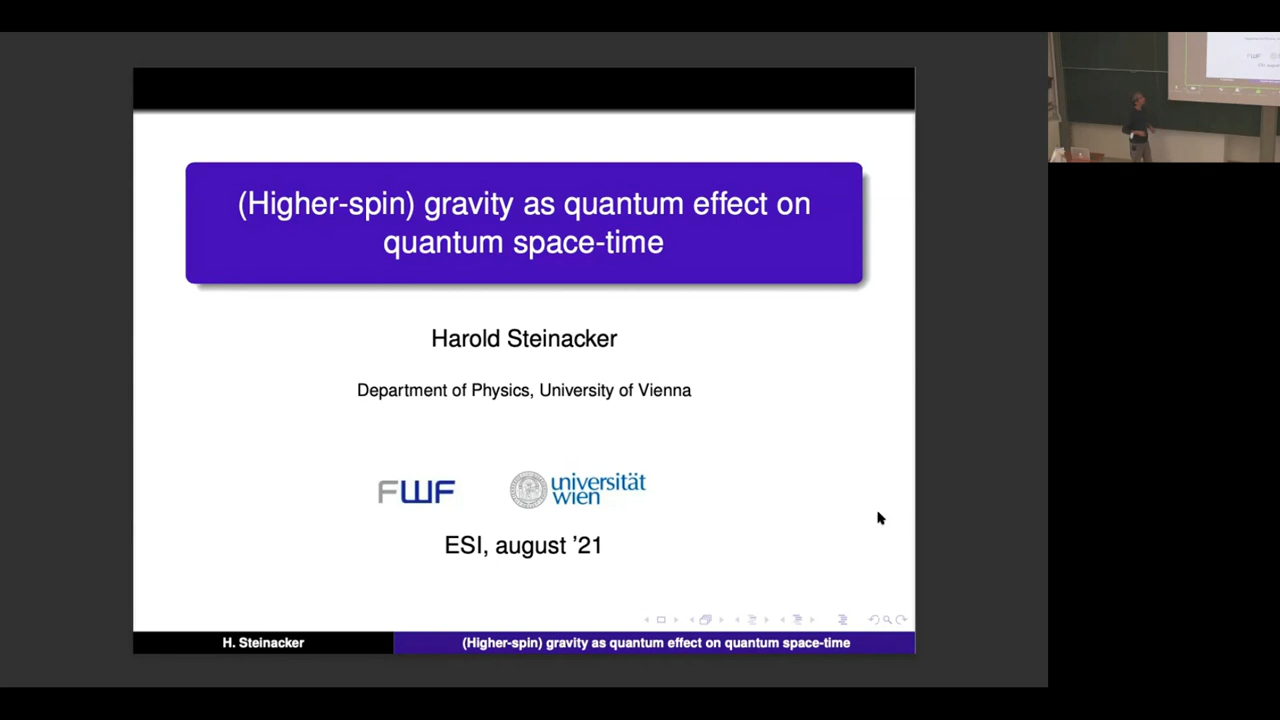 (Higher-spin) gravity as quantum effect on
quantum space-time
Harold Steinacker
Department of Physics, University of Vienna
FWF
universität
wien
ESI, august '21
H. Steinacker
(Higher-spin) gravity as quantum effect on quantum space-time